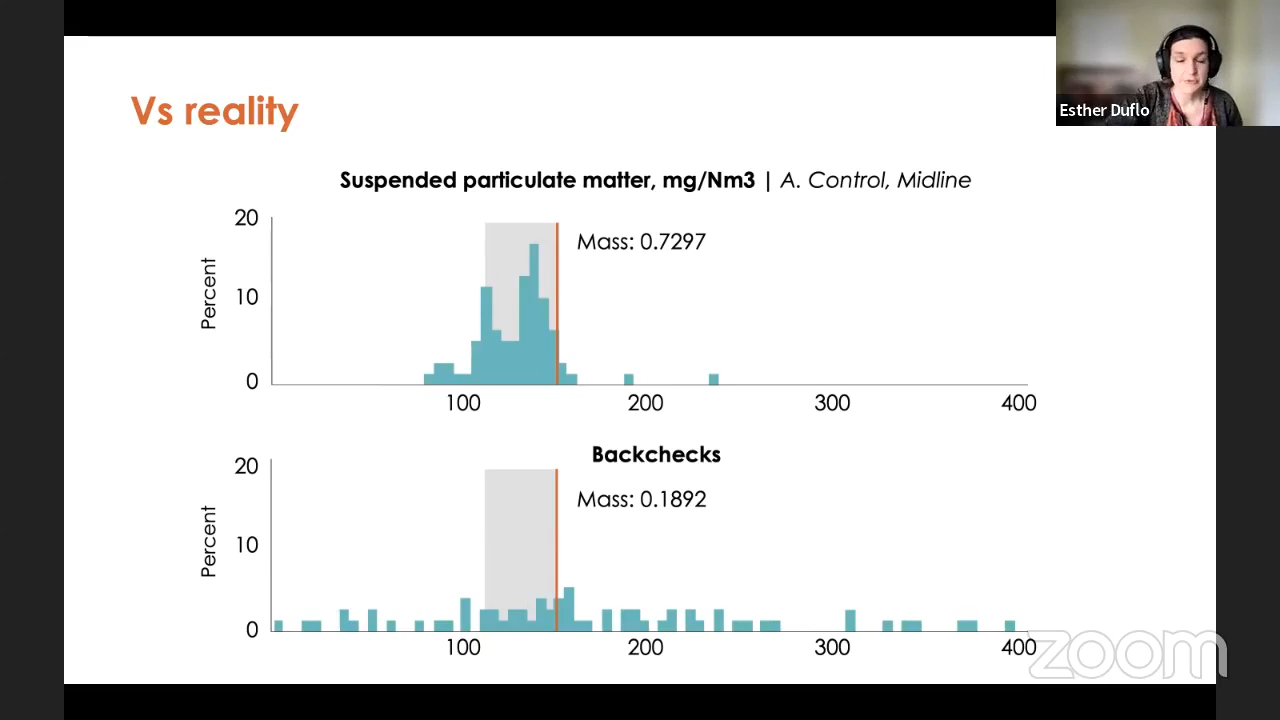 Esther Duflo
Vs reality
Suspended particulate matter, mg/Nm3 | A. Control, Midline
20
10
0
Percent
Mass: 0.7297
100 200 300 400
Backchecks
20
10
0
Percent
Mass: 0.1892
100 200 300 400
zoom